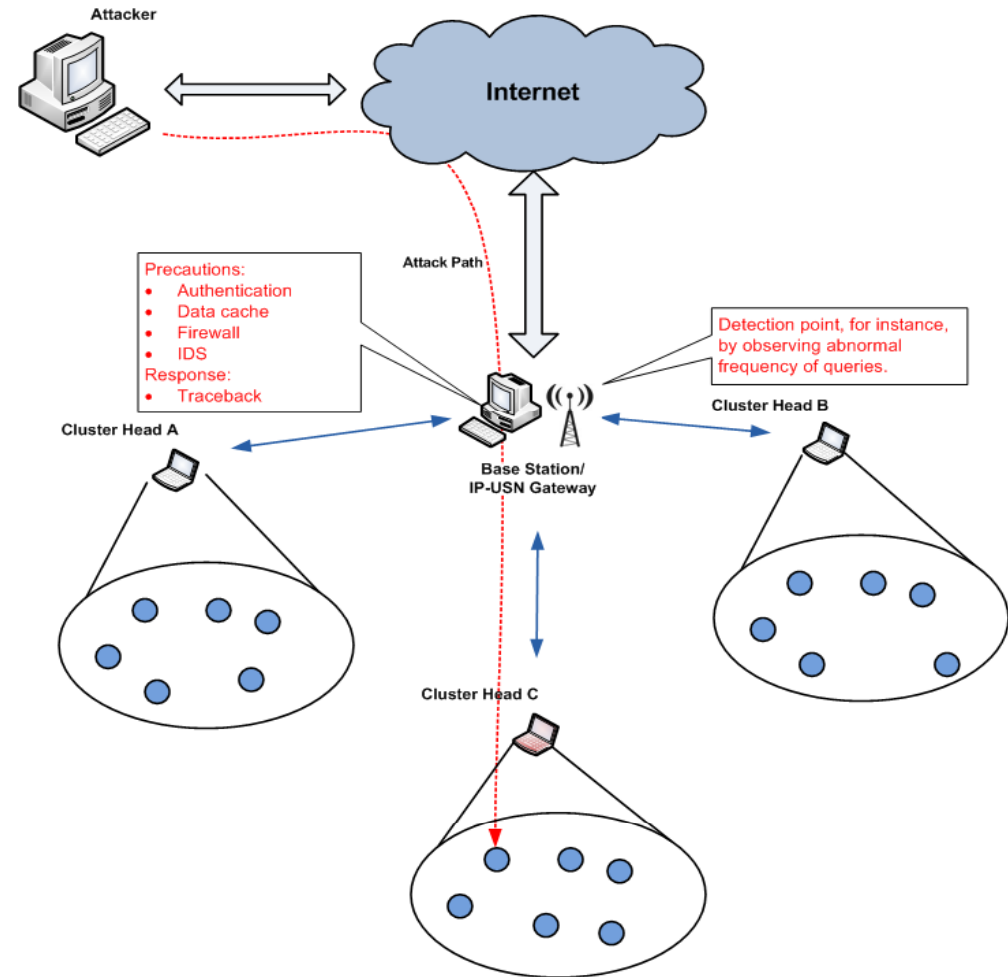 Attacker
Internet
Attack Path
Precautions:
• Authentication
• Data cache
• Firewall
• IDS
Response:
• Traceback
Detection point, for instance,
by observing abnormal
frequency of queries.
Cluster Head A
Cluster Head B
Base Station/
IP-USN Gateway
Cluster Head C